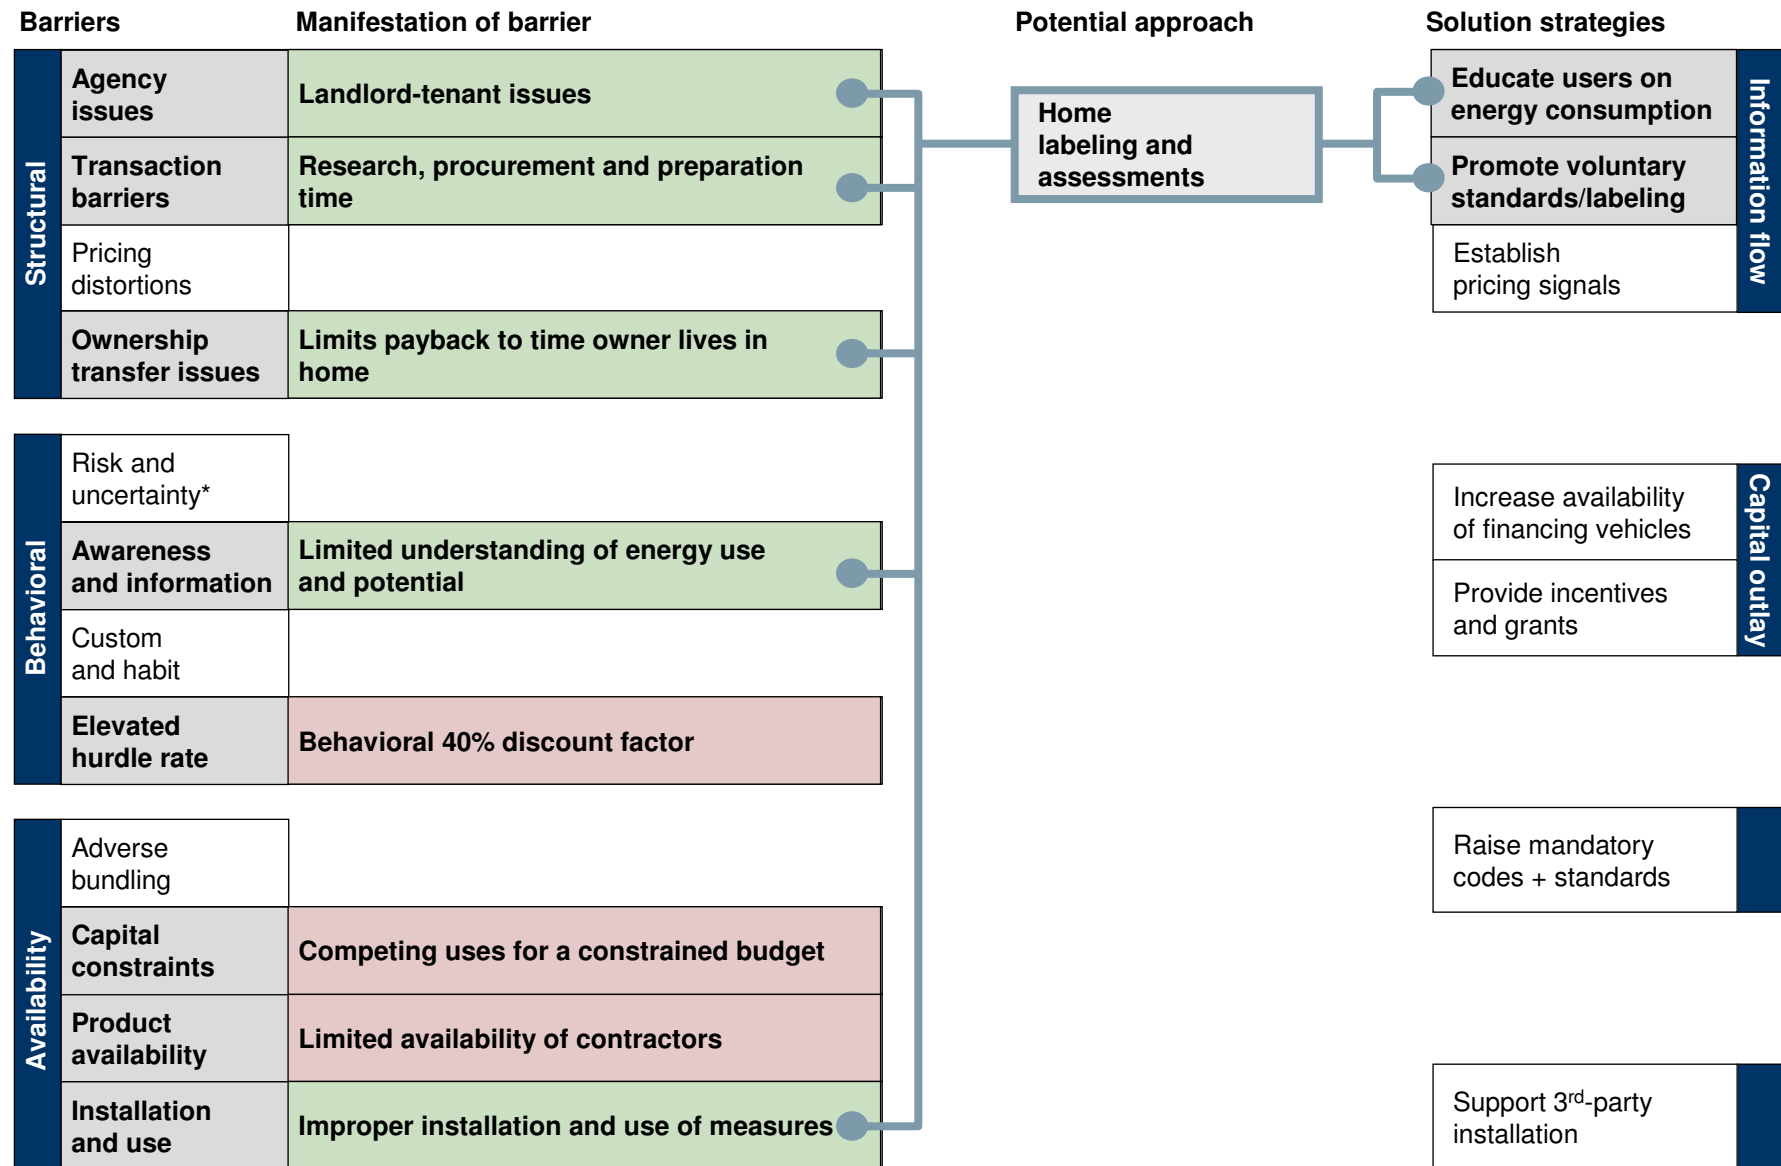 Barriers
Manifestation of barrier
Potential approach
Solution strategies
Structural
Agency
issues
Landlord-tenant issues
Transaction
barriers
Research, procurement and preparation
time
Pricing
distortions
Ownership
transfer issues
Limits payback to time owner lives in
home
Behavioral
Risk and
uncertainty*
Awareness
and information
Limited understanding of energy use
and potential
Custom
and habit
Elevated
hurdle rate
Behavioral 40% discount factor
Availability
Adverse
bundling
Capital
constraints
Competing uses for a constrained budget
Product
availability
Limited availability of contractors
Installation
and use
Improper installation and use of measures
Home
labeling and
assessments
Educate users on
energy consumption
Promote voluntary
standards/labeling
Establish
pricing signals
Information flow
Increase availability
of financing vehicles
Provide incentives
and grants
Capital outlay
Raise mandatory
codes + standards
Support 3rd-party
installation